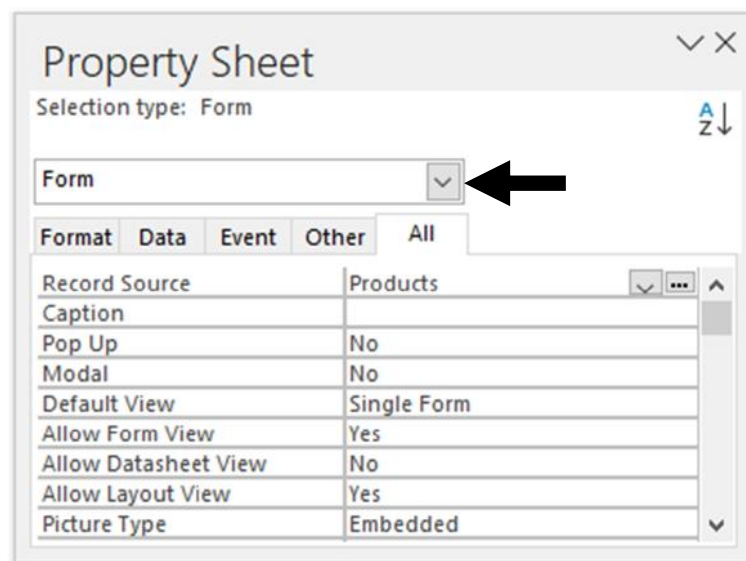 Property Sheet
Selection type: Form
A
Z
Form
Format Data Event Other All
Record Source Products
Caption
Pop Up No
Modal No
Default View Single Form
Allow Form View Yes
Allow Datasheet View No
Allow Layout View Yes
Picture Type Embedded